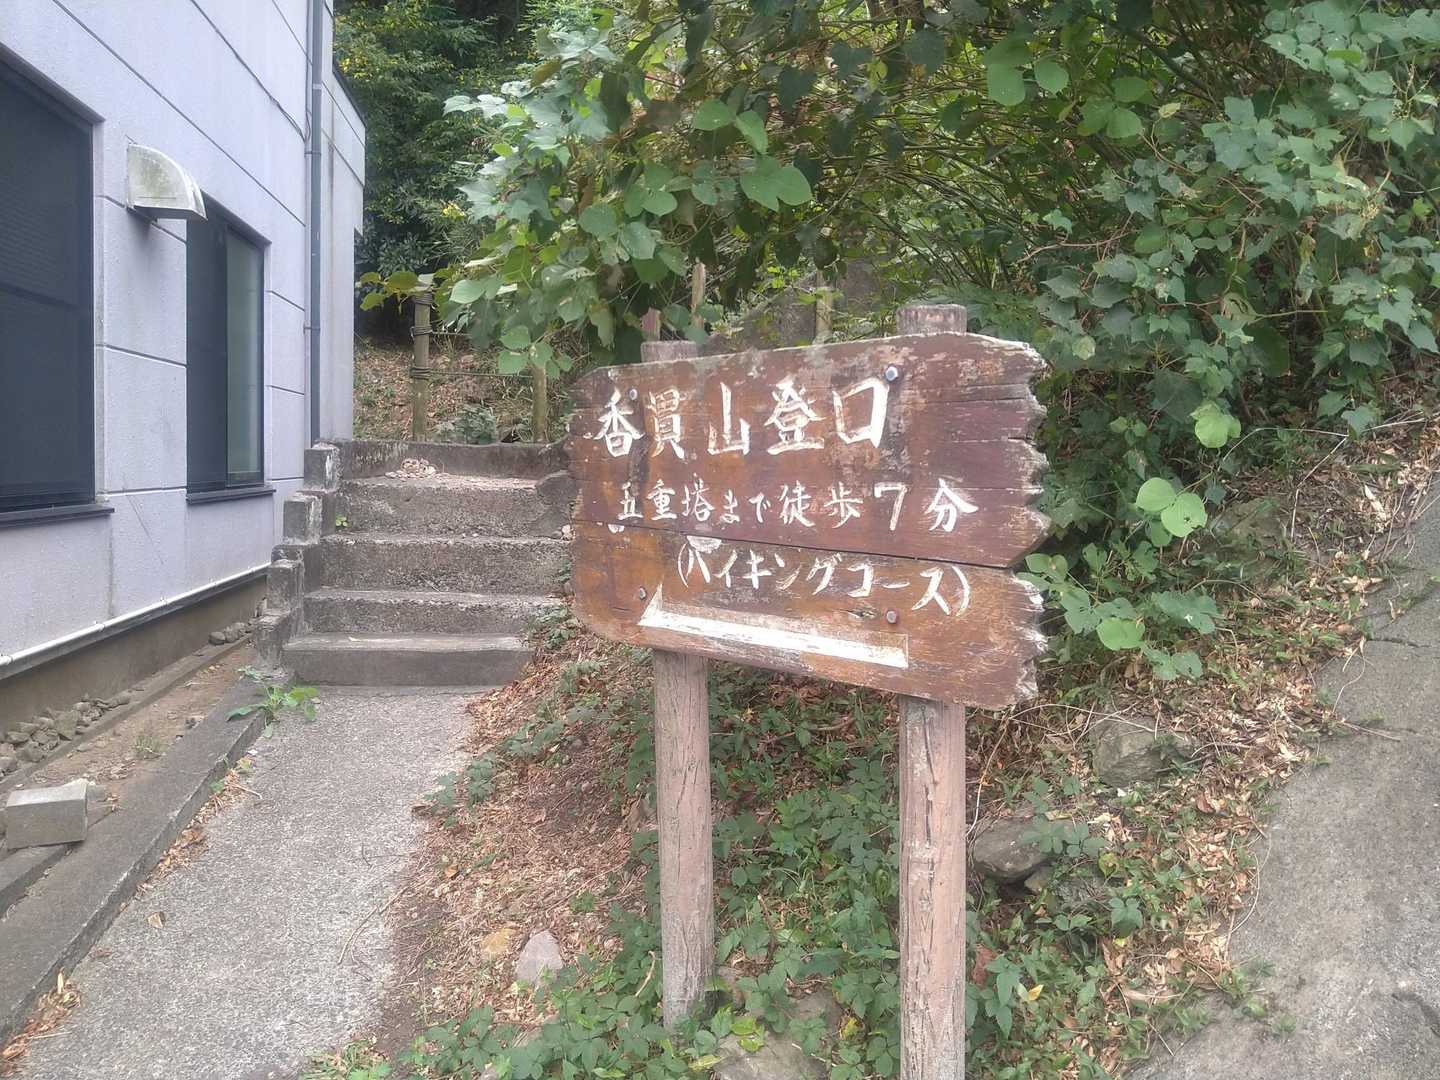 香貫山登口
五重塔まで徒歩7分
(ハイキングコース)